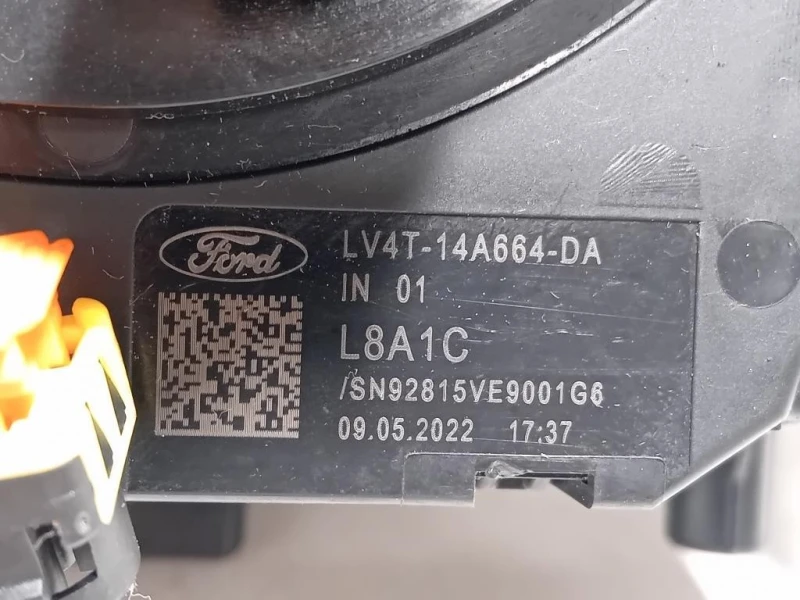 Ford
LV4T-14A664-DA
IN 01
L8A1C
/SN92815VE9001G6
09.05.2022 17:37